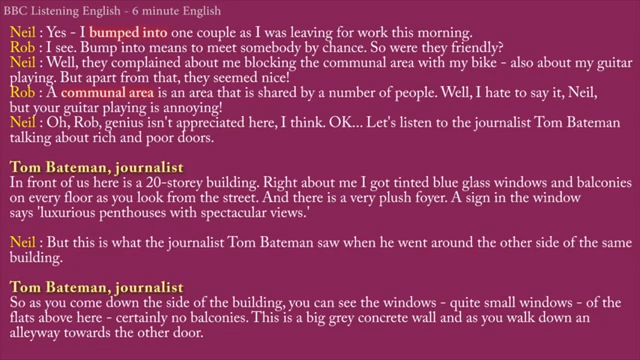 BBC Listening English - 6 minute English
Neil : Yes - I bumped into one couple as I was leaving for work this morning.
Rob : I see. Bump into means to meet somebody by chance. So were they friendly?
Neil : Well, they complained about me blocking the communal area with my bike - also about my guitar
playing. But apart from that, they seemed nice!
Rob : A communal area is an area that is shared by a number of people. Well, I hate to say it, Neil,
but your guitar playing is annoying!
Neil : Oh, Rob, genius isn't appreciated here, I think. OK... Let's listen to the journalist Tom Bateman
talking about rich and poor doors.
Tom Bateman, journalist
In front of us here is a 20-storey building. Right about me I got tinted blue glass windows and balconies
on every floor as you look from the street. And there is a very plush foyer. A sign in the window
says 'luxurious penthouses with spectacular views.'
Neil : But this is what the journalist Tom Bateman saw when he went around the other side of the same
building.
Tom Bateman, journalist
So as you come down the side of the building, you can see the windows - quite small windows - of the
flats above here - certainly no balconies. This is a big grey concrete wall and as you walk down an
alleyway towards the other door.